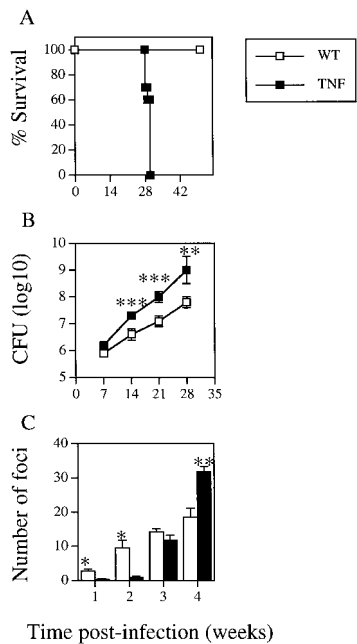 A
% Survival
100
80
60
40
20
0
0 14 28 42
WT
TNF
B
CFU (log10)
10
9
8
7
6
5
*** *** **
0 7 14 21 28 35
C
Number of foci
40
30
20
10
0
* * **
1 2 3 4
Time post-infection (weeks)